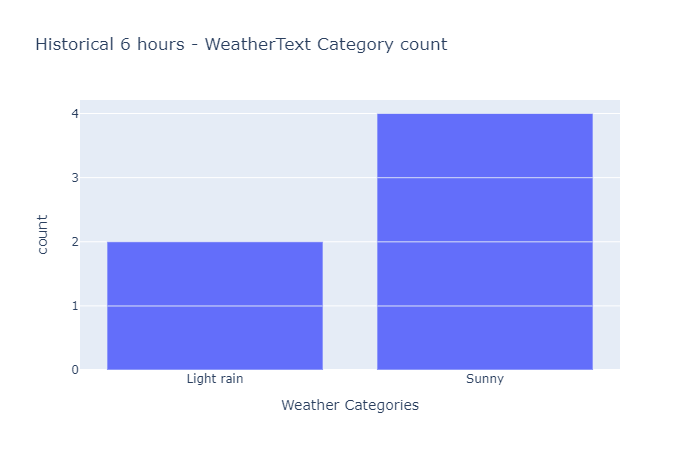 Historical 6 hours - WeatherText Category count
count
4
3
2
1
0
Light rain
Sunny
Weather Categories